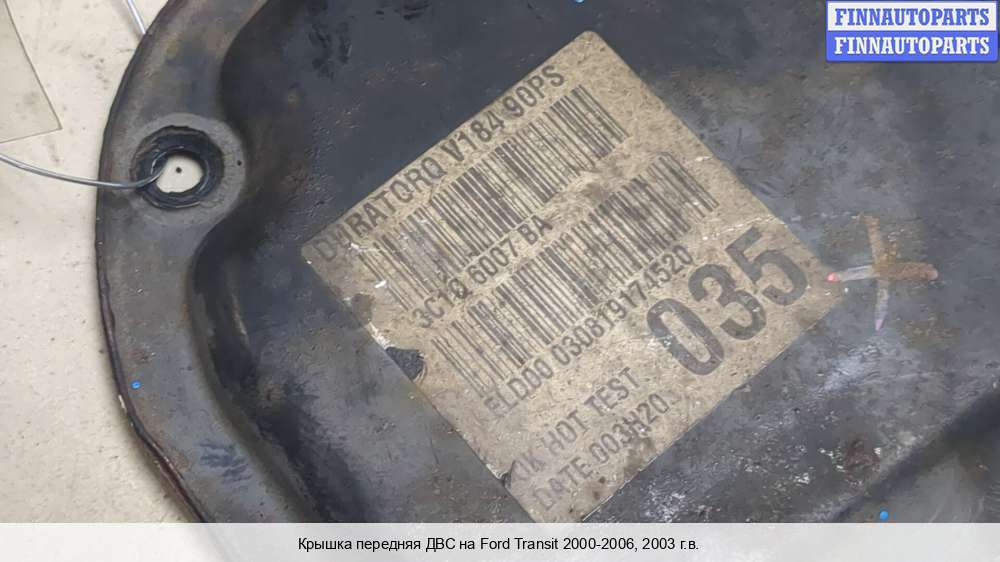 FINNAUTOPARTS
FINNAUTOPARTS
DURATORQ V184 90PS
3C1Q 6007 BA
ELD00 030819174520
035
OK HOT TEST
DATE 003H20
Крышка передняя ДВС на Ford Transit 2000-2006, 2003 г.в.